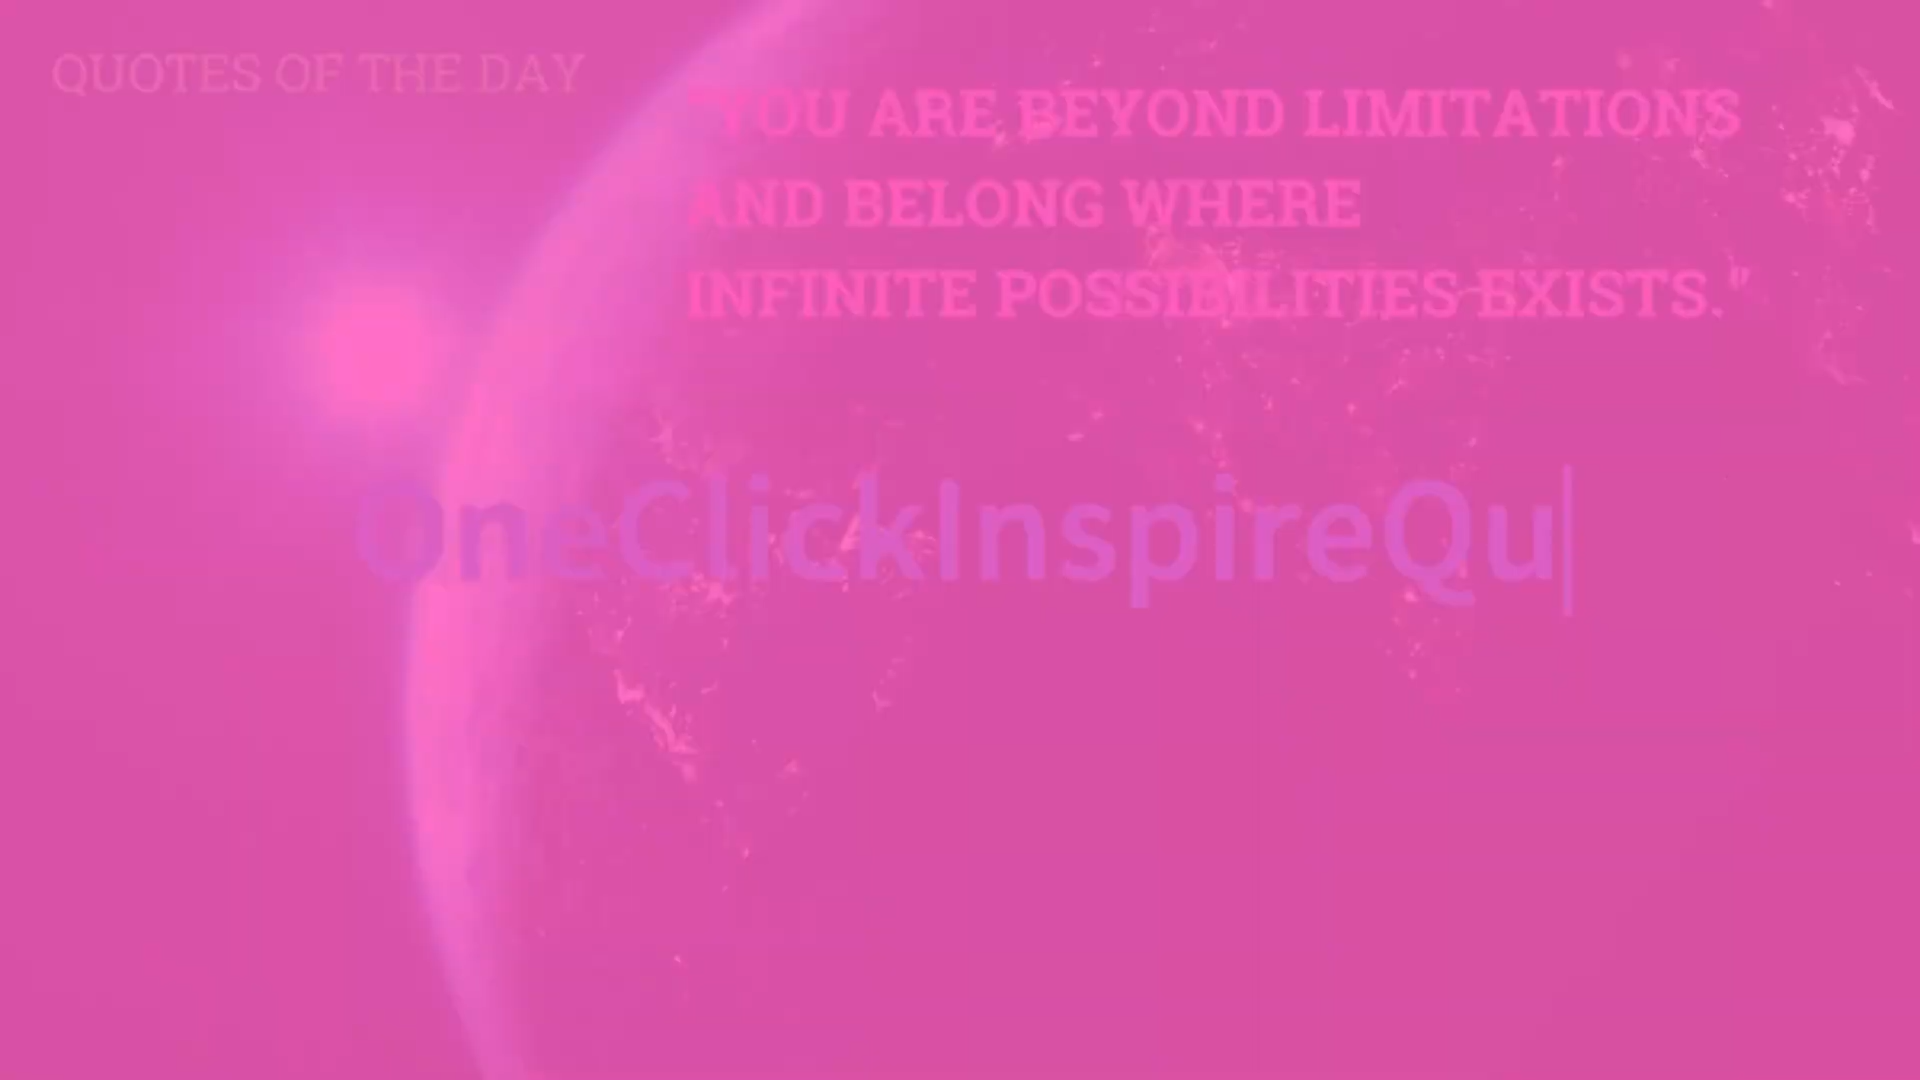 QUOTES OF THE DAY
"YOU ARE BEYOND LIMITATIONS
AND BELONG WHERE
INFINITE POSSIBILITIES EXISTS."
OneClickInspireQu